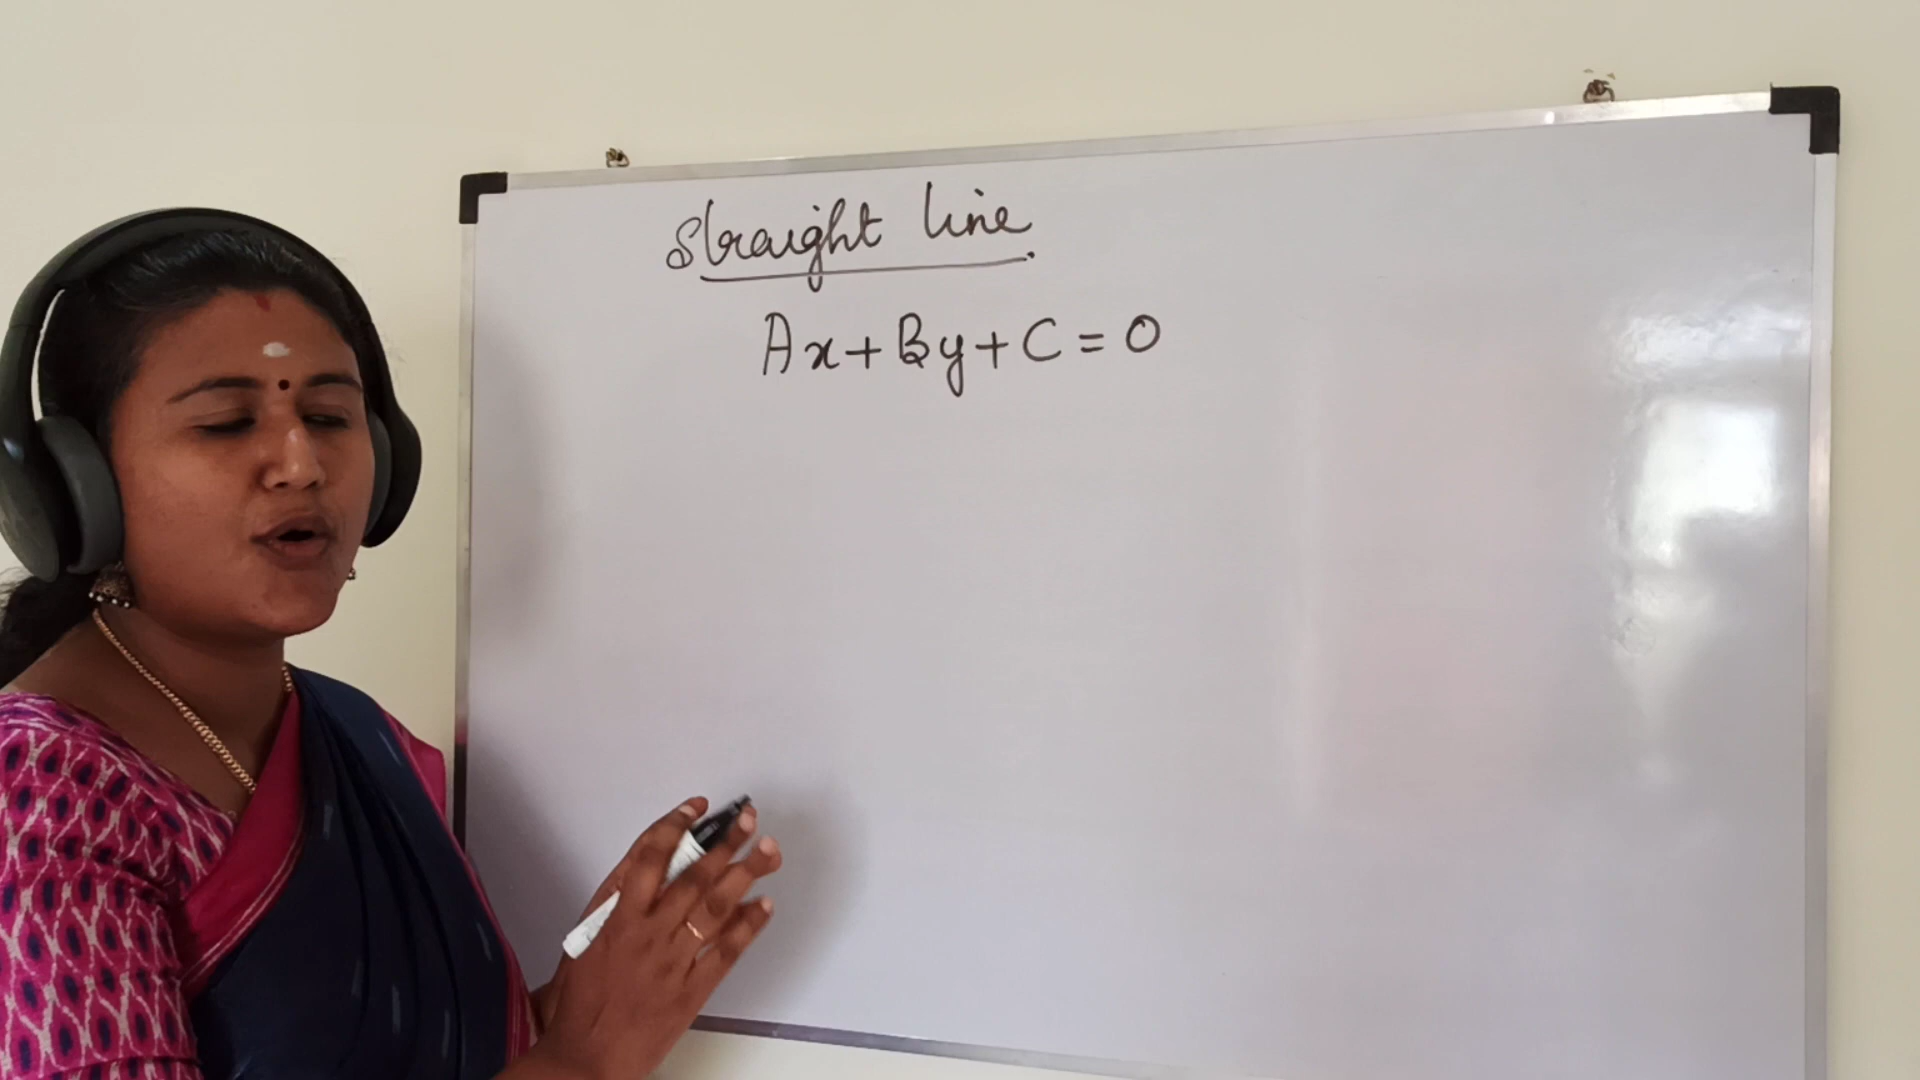 Straight line
Ax + By + C = 0